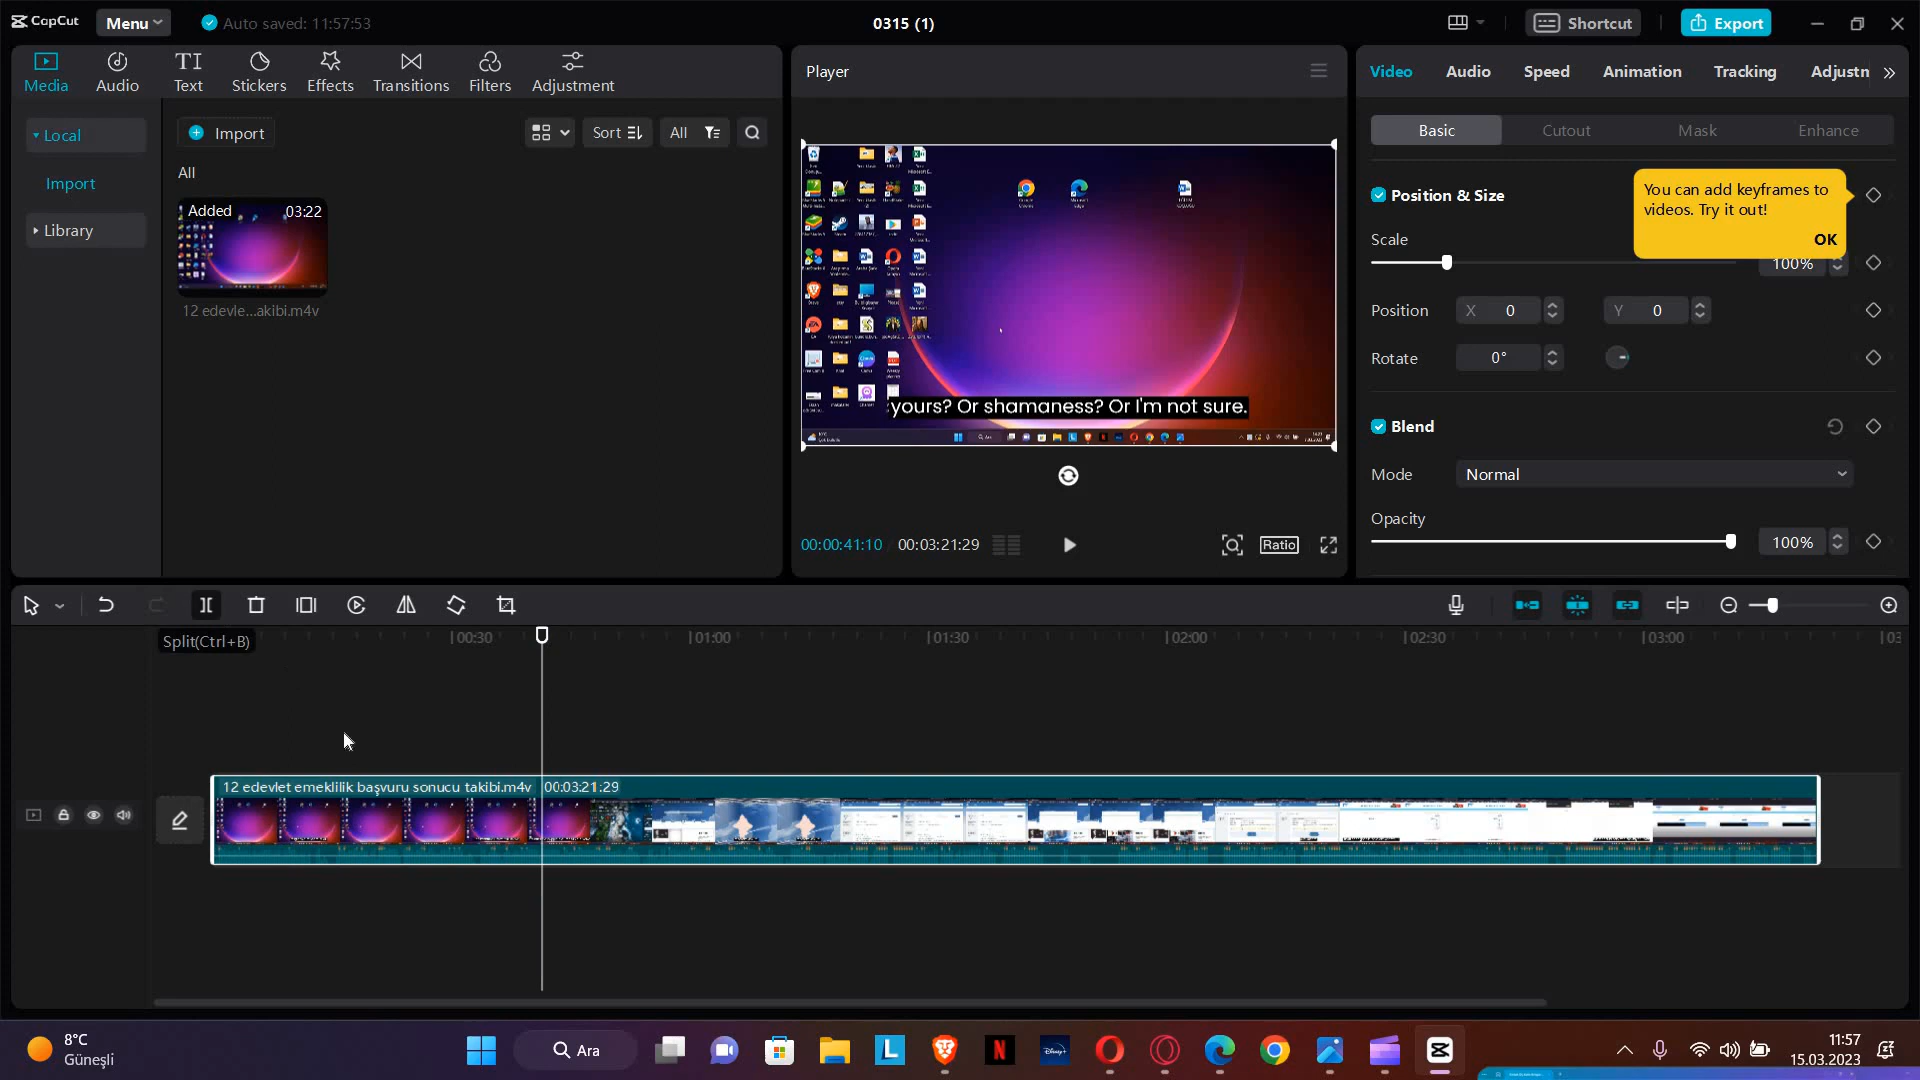 CapCut
Menu
Auto saved: 11:57:53
0315 (1)
Shortcut
Export
Media
Audio
Text
Stickers
Effects
Transitions
Filters
Adjustment
Local
Import
Library
Import
Sort
All
All
Added
03:22
12 edevle...akibi.m4v
Player
yours? Or shamaness? Or I'm not sure.
00:00:41:10
00:03:21:29
Ratio
Video
Audio
Speed
Animation
Tracking
Adjustn
Basic
Cutout
Mask
Enhance
Position & Size
You can add keyframes to
videos. Try it out!
OK
Scale
100%
Position
X 0
Y 0
Rotate
0°
Blend
Mode
Normal
Opacity
100%
Split(Ctrl+B)
00:30
01:00
01:30
02:00
02:30
03:00
03
12 edevlet emeklilik başvuru sonucu takibi.m4v
00:03:21:29
8°C
Güneşli
Ara
11:57
15.03.2023